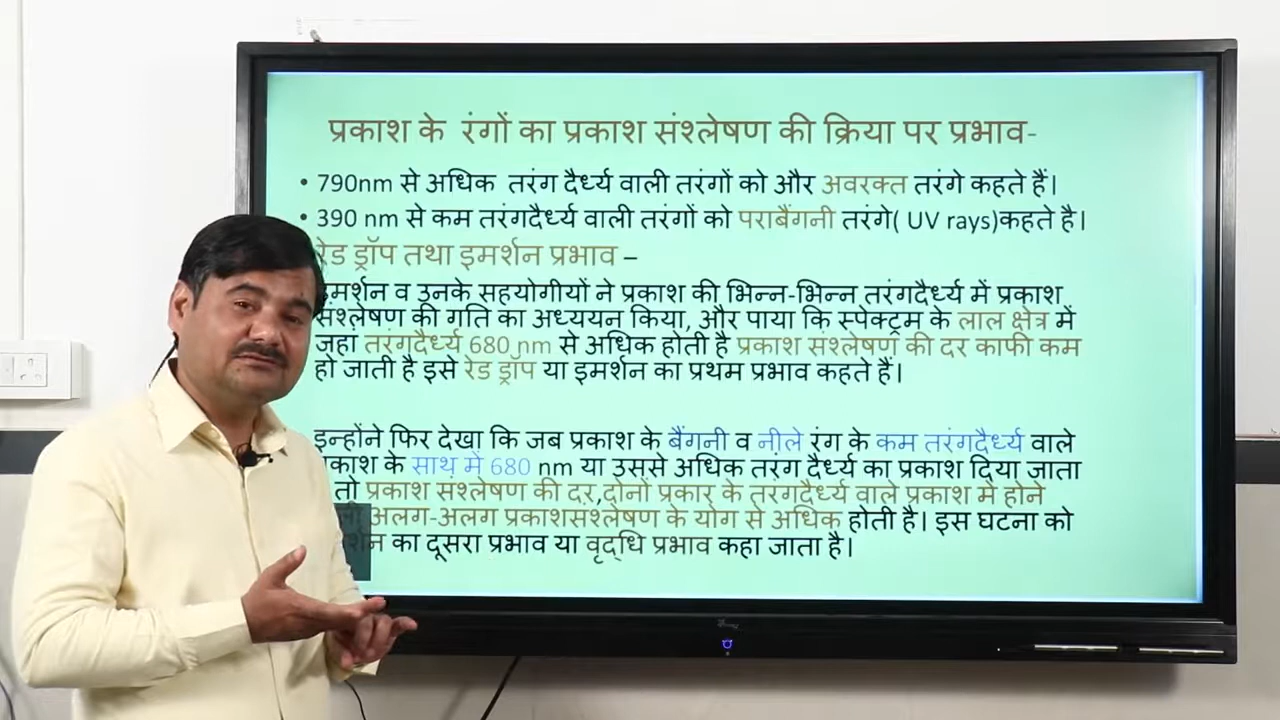 प्रकाश के रंगों का प्रकाश संश्लेषण की क्रिया पर प्रभाव-
• 790nm से अधिक तरंग दैर्ध्य वाली तरंगों को और अवरक्त तरंगे कहते हैं।
• 390 nm से कम तरंगदैर्ध्य वाली तरंगों को पराबैंगनी तरंगे( UV rays)कहते है।
रेड ड्रॉप तथा इमर्शन प्रभाव –
इमर्शन व उनके सहयोगीयों ने प्रकाश की भिन्न-भिन्न तरंगदैर्ध्य में प्रकाश
संश्लेषण की गति का अध्ययन किया, और पाया कि स्पेक्ट्रम के लाल क्षेत्र में
जहा तरंगदैर्ध्य 680 nm से अधिक होती है प्रकाश संश्लेषण की दर काफी कम
हो जाती है इसे रेड ड्रॉप या इमर्शन का प्रथम प्रभाव कहते हैं।
इन्होंने फिर देखा कि जब प्रकाश के बैंगनी व नीले रंग के कम तरंगदैर्ध्य वाले
के साथ में 680 nm या उससे अधिक तरंग दैर्ध्य का प्रकाश दिया जाता
तो प्रकाश संश्लेषण की दर,दोनों प्रकार के तरंगदैर्ध्य वाले प्रकाश में होने
अलग-अलग प्रकाशसंश्लेषण के योग से अधिक होती है। इस घटना को
का दूसरा प्रभाव या वृद्धि प्रभाव कहा जाता है।